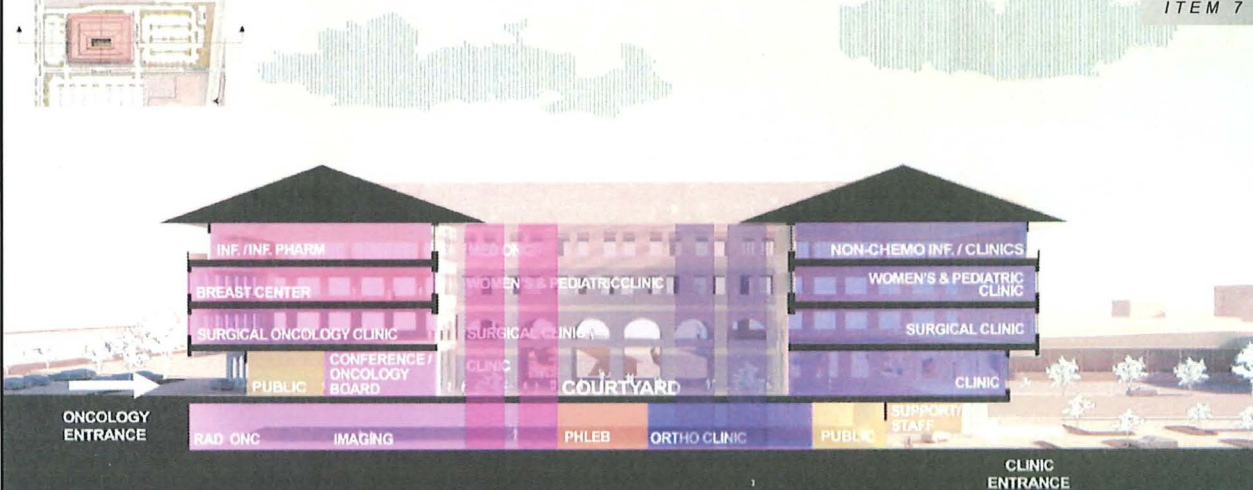 ITEM 7
INF. / INF. PHARM
MED ONC
NON-CHEMO INF. / CLINICS
BREAST CENTER
WOMEN'S & PEDIATRICCLINIC
WOMEN'S & PEDIATRIC
CLINIC
SURGICAL ONCOLOGY CLINIC
SURGICAL CLINIC
SURGICAL CLINIC
PUBLIC
CONFERENCE /
ONCOLOGY
BOARD
CLINIC
COURTYARD
CLINIC
ONCOLOGY
ENTRANCE
RAD ONC
IMAGING
PHLEB
ORTHO CLINIC
PUBLIC
SUPPORT/
STAFF
CLINIC
ENTRANCE